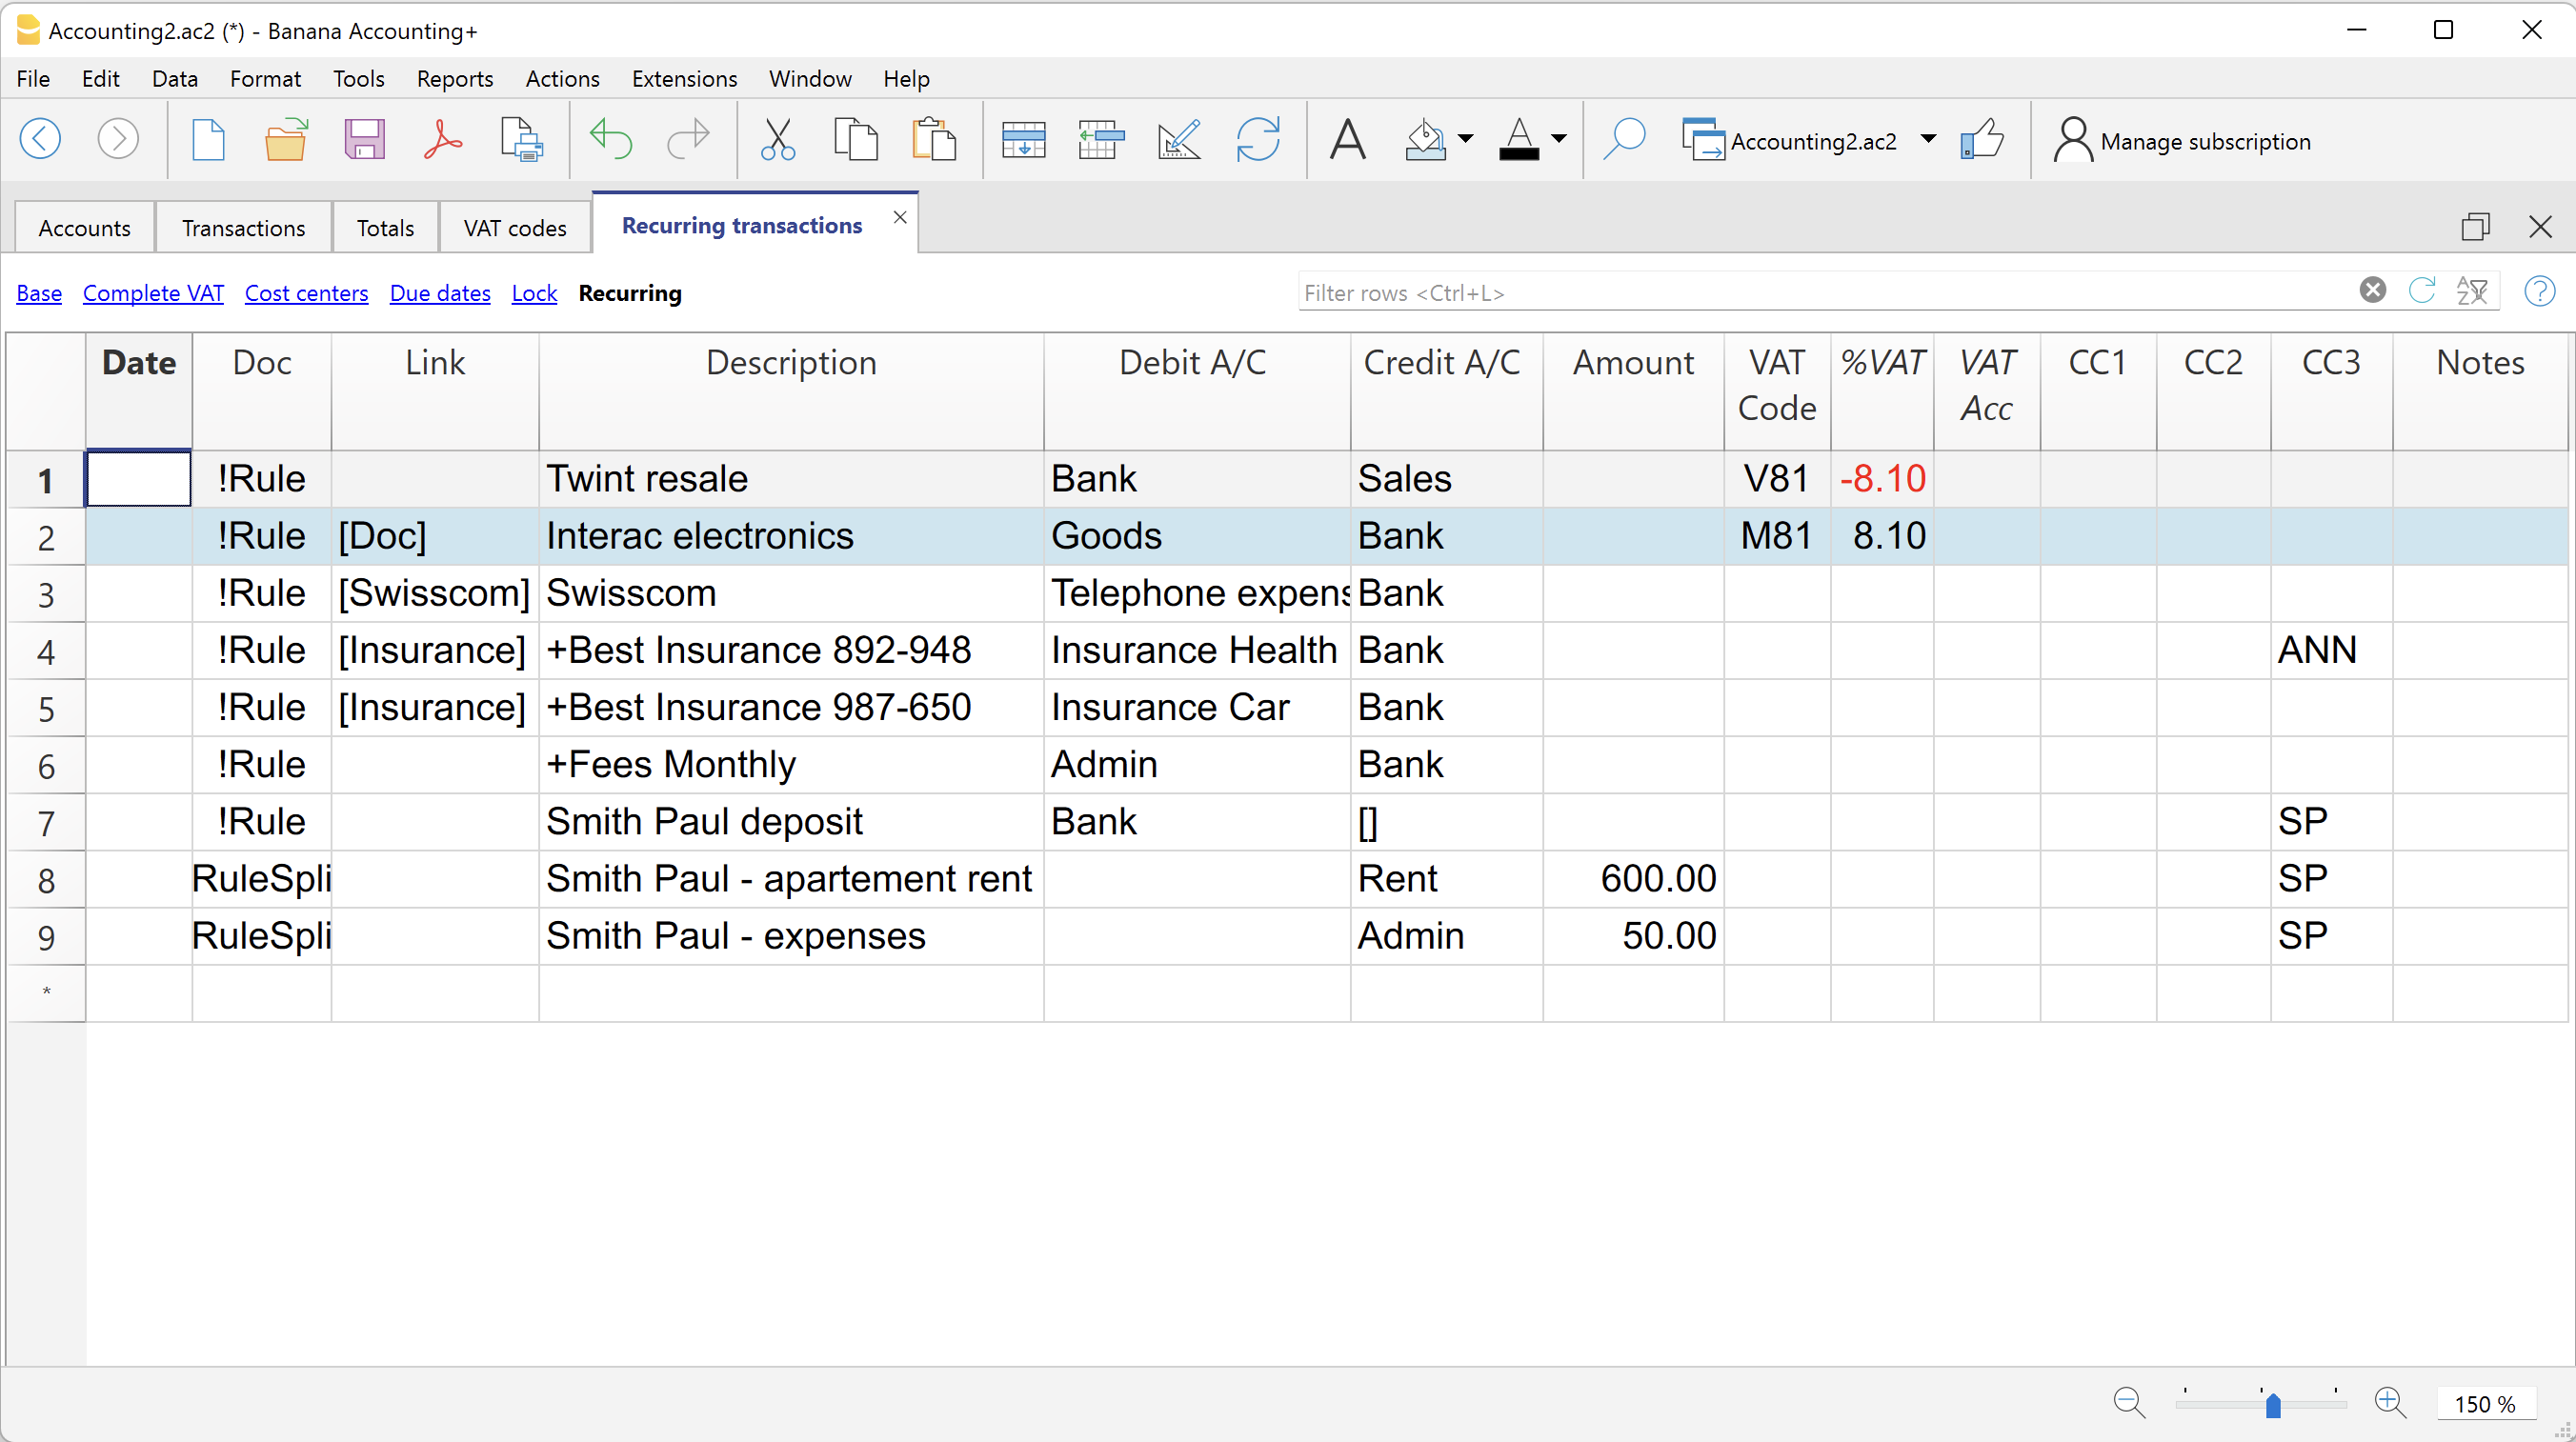 Accounting2.ac2 (*) - Banana Accounting+
File Edit Data Format Tools Reports Actions Extensions Window Help
Accounting2.ac2 Manage subscription
Accounts Transactions Totals VAT codes Recurring transactions
Base Complete VAT Cost centers Due dates Lock Recurring Filter rows <Ctrl+L>
Date Doc Link Description Debit A/C Credit A/C Amount VAT Code %VAT VAT Acc CC1 CC2 CC3 Notes
1 !Rule Twint resale Bank Sales V81 -8.10
2 !Rule [Doc] Interac electronics Goods Bank M81 8.10
3 !Rule [Swisscom] Swisscom Telephone expens Bank
4 !Rule [Insurance] +Best Insurance 892-948 Insurance Health Bank ANN
5 !Rule [Insurance] +Best Insurance 987-650 Insurance Car Bank
6 !Rule +Fees Monthly Admin Bank
7 !Rule Smith Paul deposit Bank [] SP
8 RuleSpli Smith Paul - apartement rent Rent 600.00 SP
9 RuleSpli Smith Paul - expenses Admin 50.00 SP
*
150 %